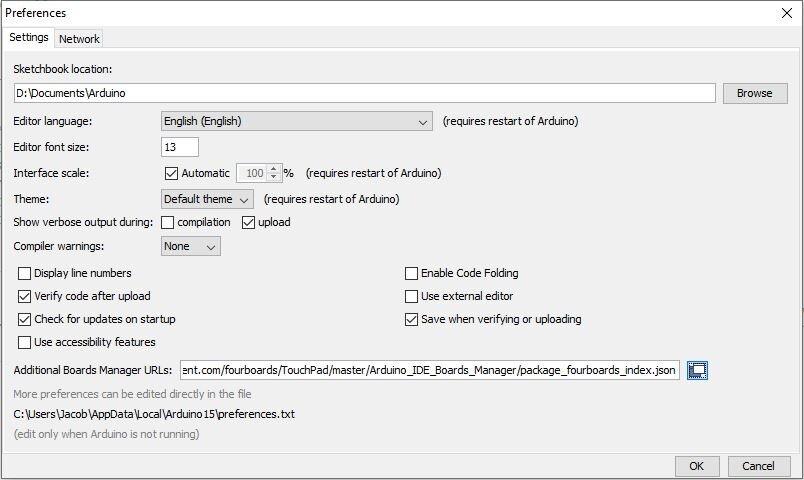 Preferences
Settings Network
Sketchbook location:
D:\Documents\Arduino Browse
Editor language: English (English) (requires restart of Arduino)
Editor font size: 13
Interface scale: Automatic 100 % (requires restart of Arduino)
Theme: Default theme (requires restart of Arduino)
Show verbose output during: compilation upload
Compiler warnings: None
Display line numbers Enable Code Folding
Verify code after upload Use external editor
Check for updates on startup Save when verifying or uploading
Use accessibility features
Additional Boards Manager URLs: ent.com/fourboards/TouchPad/master/Arduino_IDE_Boards_Manager/package_fourboards_index.json
More preferences can be edited directly in the file
C:\Users\Jacob\AppData\Local\Arduino15\preferences.txt
(edit only when Arduino is not running)
OK Cancel